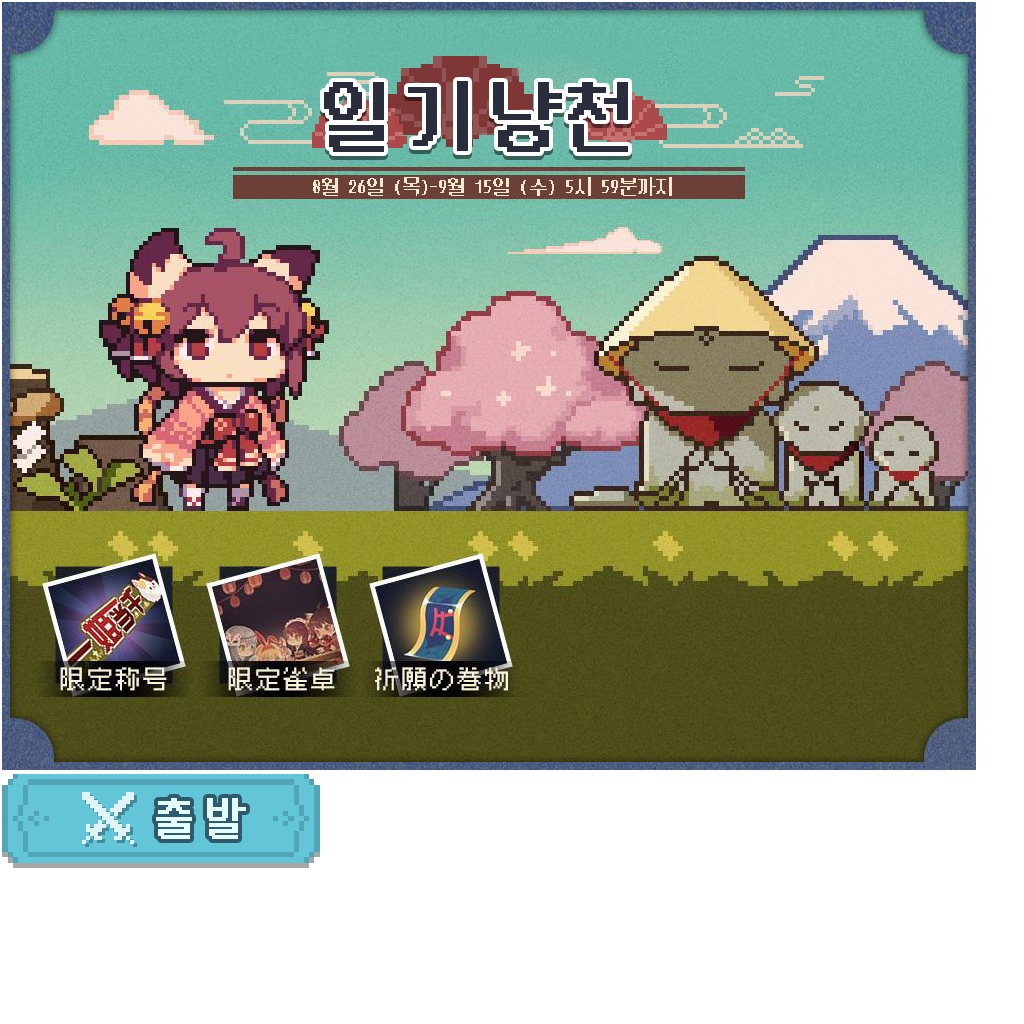 일기냥천
8월 26일 (목)-9월 15일 (수) 5시 59분까지
限定称号
限定雀卓
祈願の巻物
출발